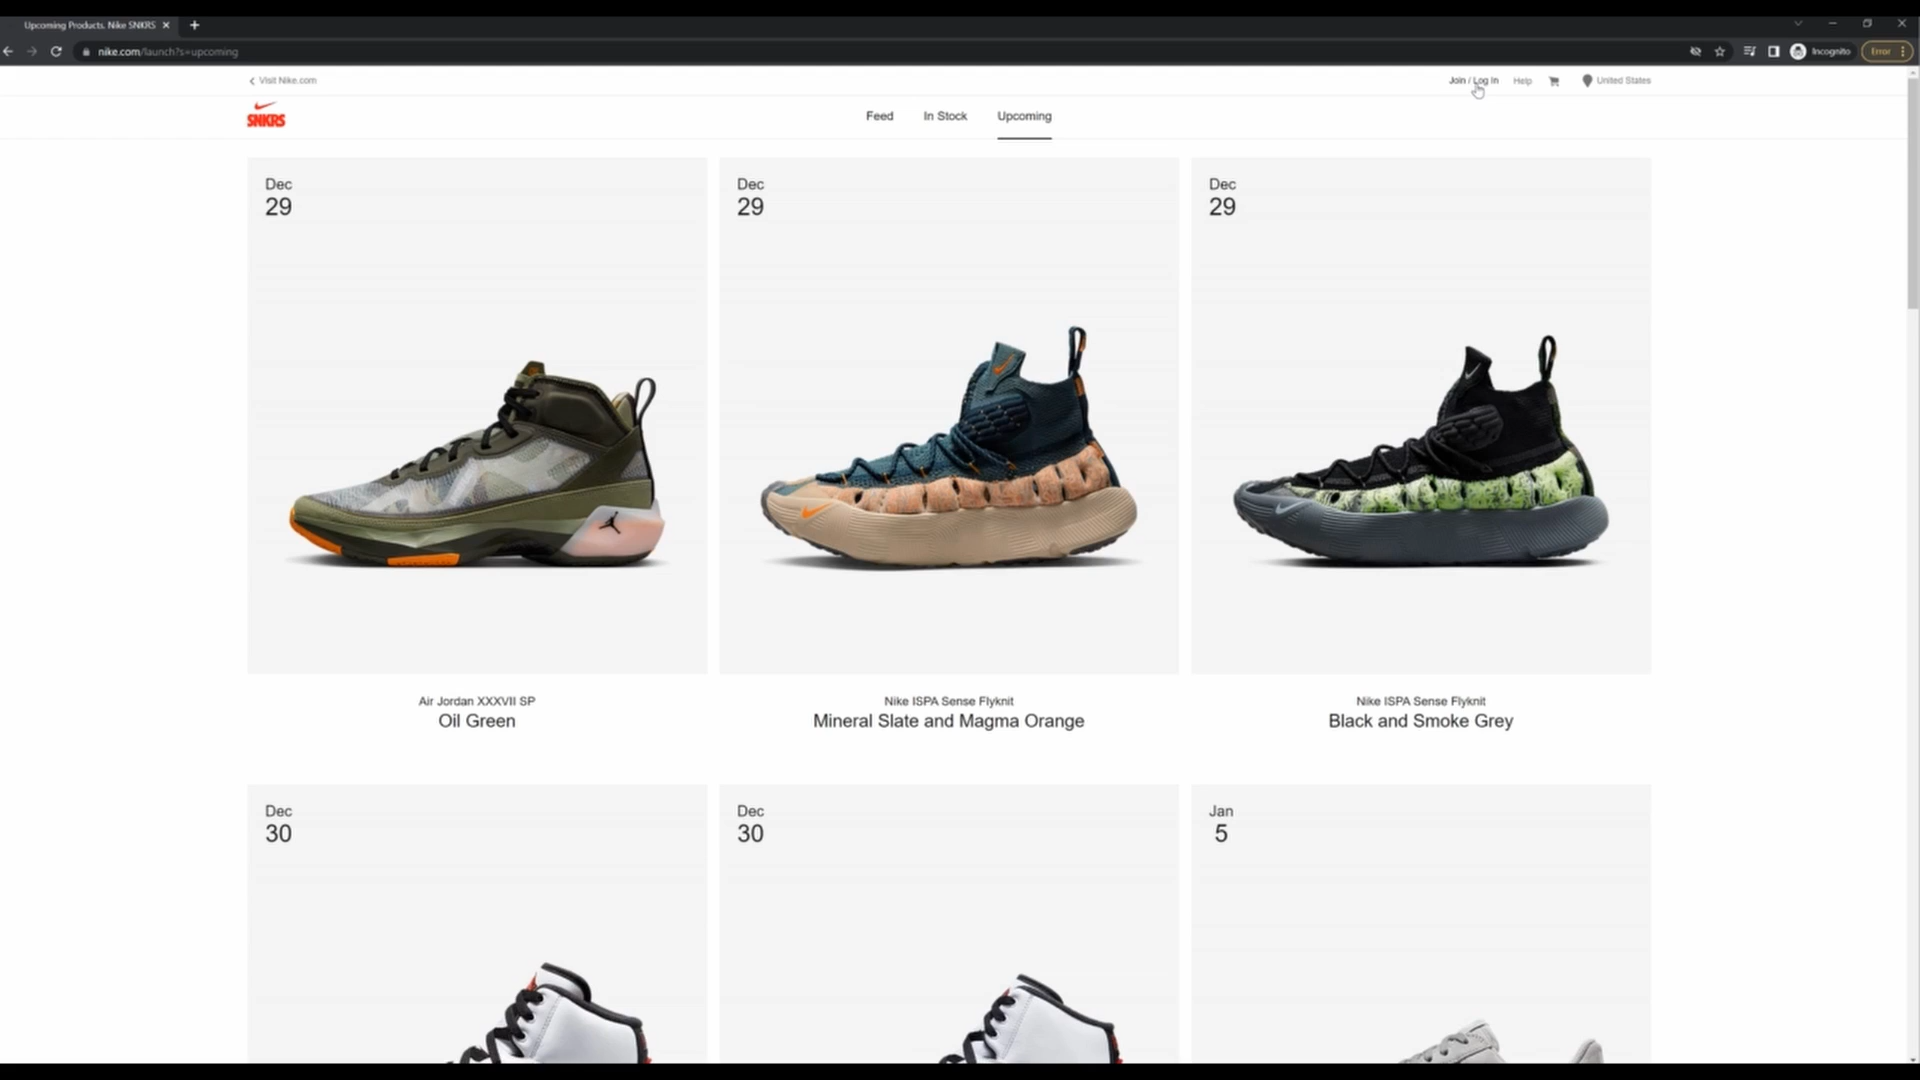 Upcoming Products. Nike SNKRS
nike.com/launch?s=upcoming
Incognito
Error
Visit Nike.com
Join / Log In
Help
United States
SNKRS
Feed
In Stock
Upcoming
Dec
29
Dec
29
Dec
29
Air Jordan XXXVII SP
Oil Green
Nike ISPA Sense Flyknit
Mineral Slate and Magma Orange
Nike ISPA Sense Flyknit
Black and Smoke Grey
Dec
30
Dec
30
Jan
5